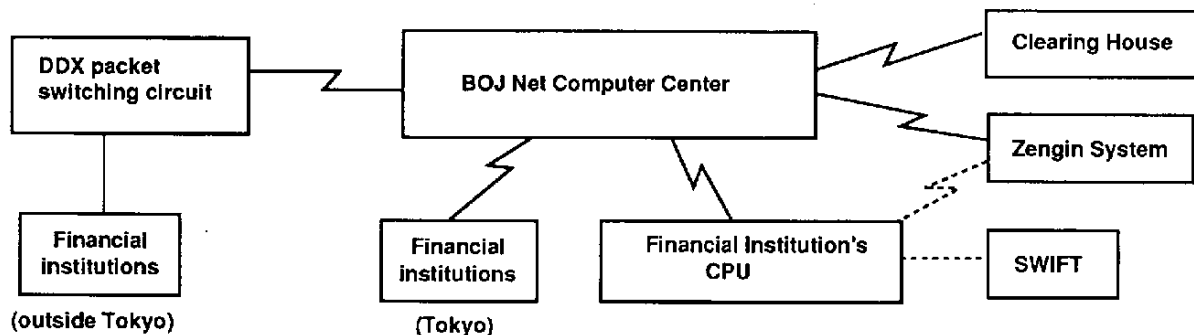 DDX packet
switching circuit
BOJ Net Computer Center
Clearing House
Zengin System
Financial
institutions
(outside Tokyo)
Financial
institutions
(Tokyo)
Financial Institution's
CPU
SWIFT